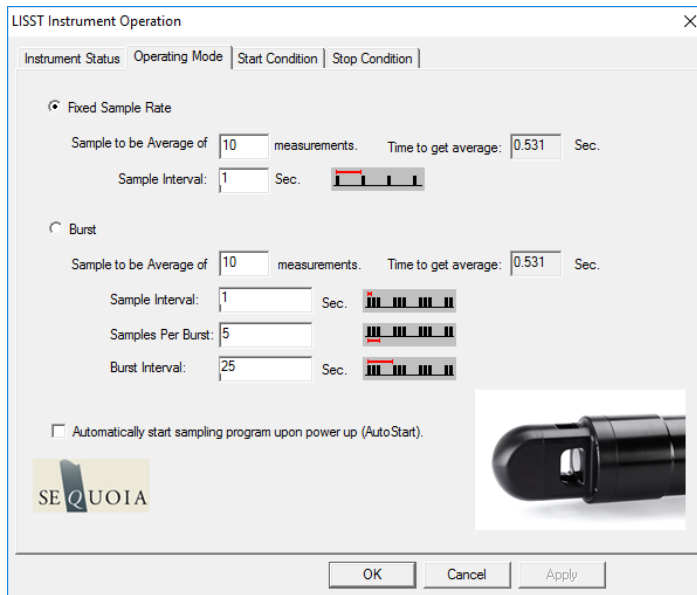 LISST Instrument Operation
Instrument Status Operating Mode Start Condition Stop Condition
Fixed Sample Rate
Sample to be Average of 10 measurements. Time to get average: 0.531 Sec.
Sample Interval: 1 Sec.
Burst
Sample to be Average of 10 measurements. Time to get average: 0.531 Sec.
Sample Interval: 1 Sec.
Samples Per Burst: 5
Burst Interval: 25 Sec.
Automatically start sampling program upon power up (AutoStart).
SEQUOIA
OK Cancel Apply